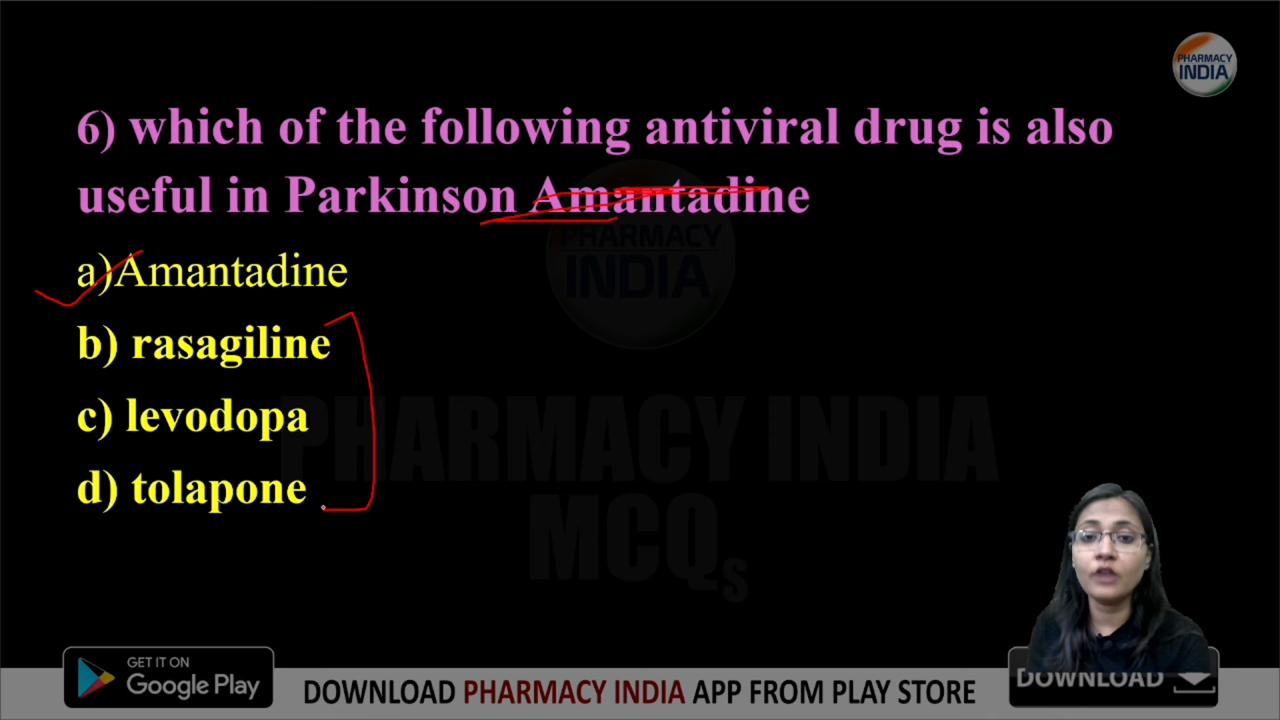 PHARMACY
INDIA
6) which of the following antiviral drug is also
useful in Parkinson Amantadine
PHARMACY
INDIA
a)Amantadine
b) rasagiline
c) levodopa
d) tolapone
PHARMACY INDIA
MCQs
GET IT ON
Google Play
DOWNLOAD PHARMACY INDIA APP FROM PLAY STORE
DOWNLOAD